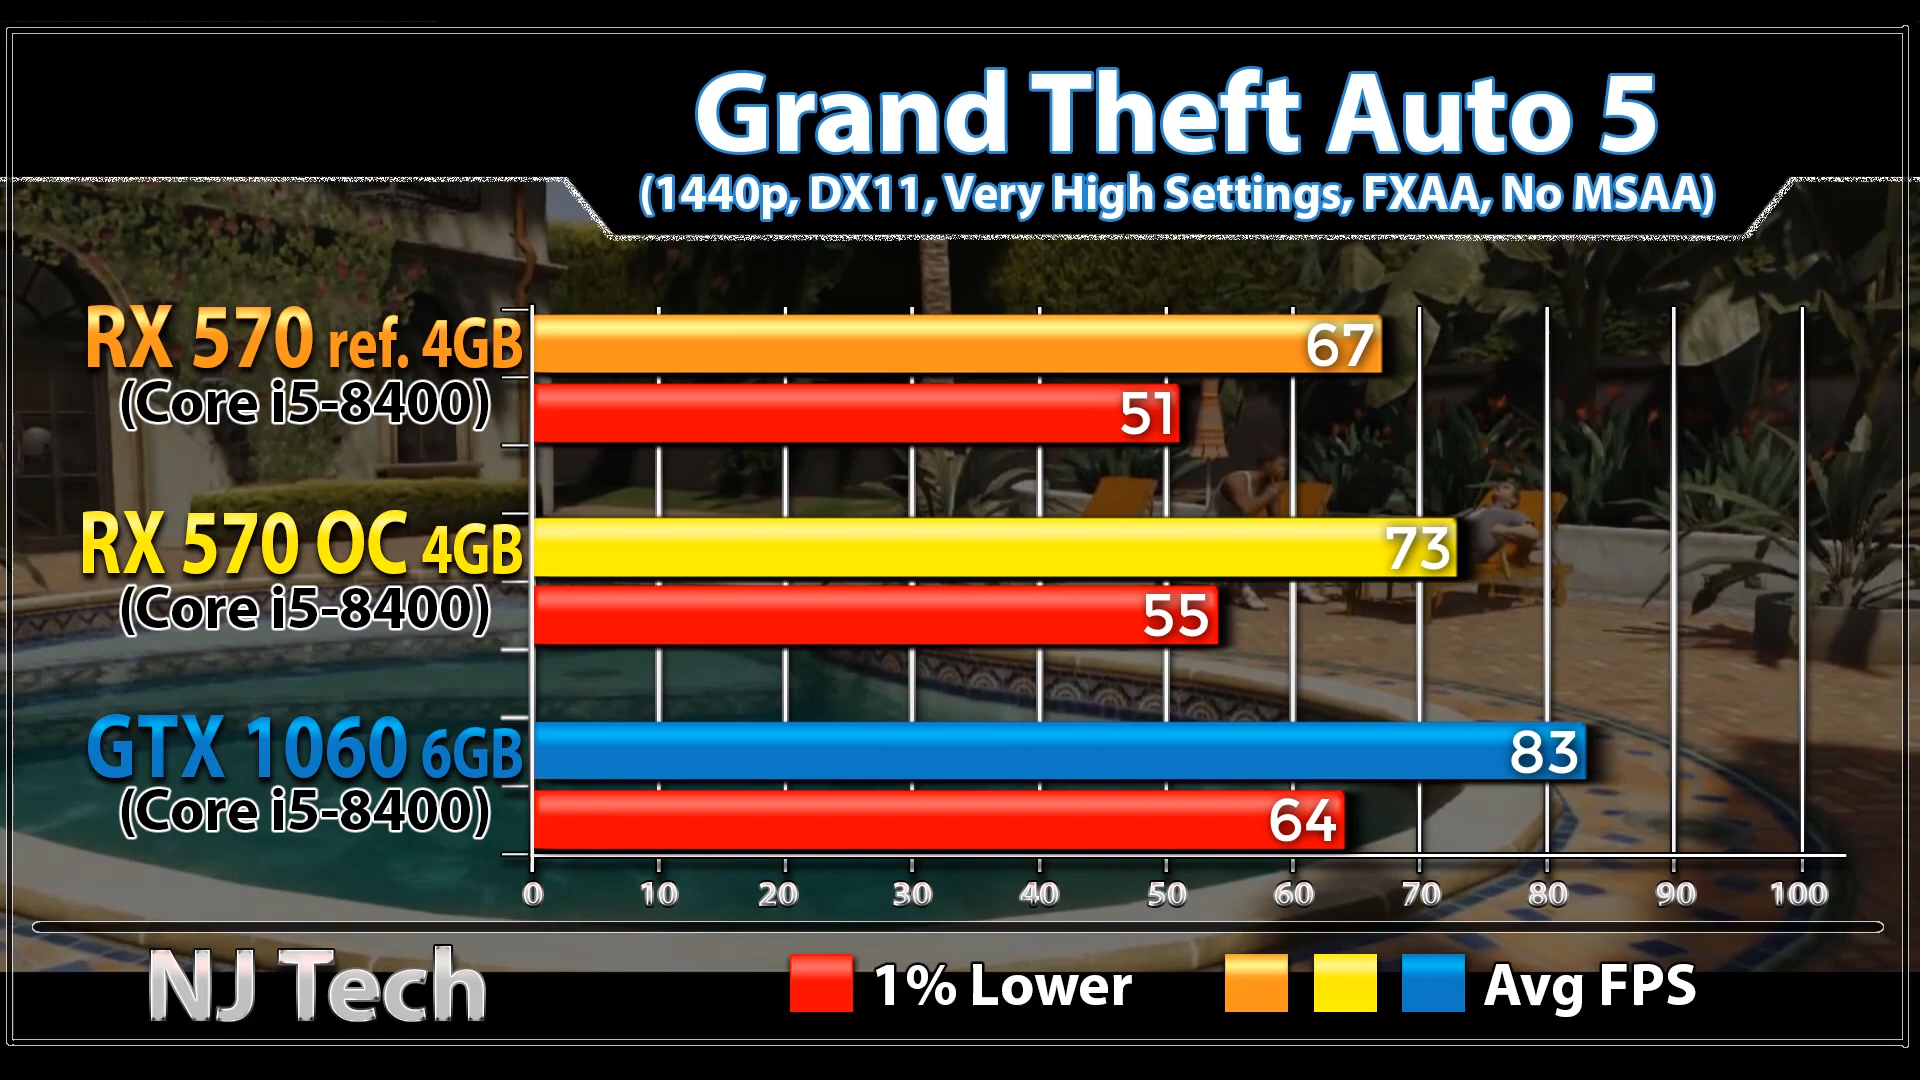 Grand Theft Auto 5
(1440p, DX11, Very High Settings, FXAA, No MSAA)
RX 570 ref. 4GB
(Core i5-8400)
67
51
RX 570 OC 4GB
(Core i5-8400)
73
55
GTX 1060 6GB
(Core i5-8400)
83
64
0 10 20 30 40 50 60 70 80 90 100
NJ Tech
1% Lower
Avg FPS